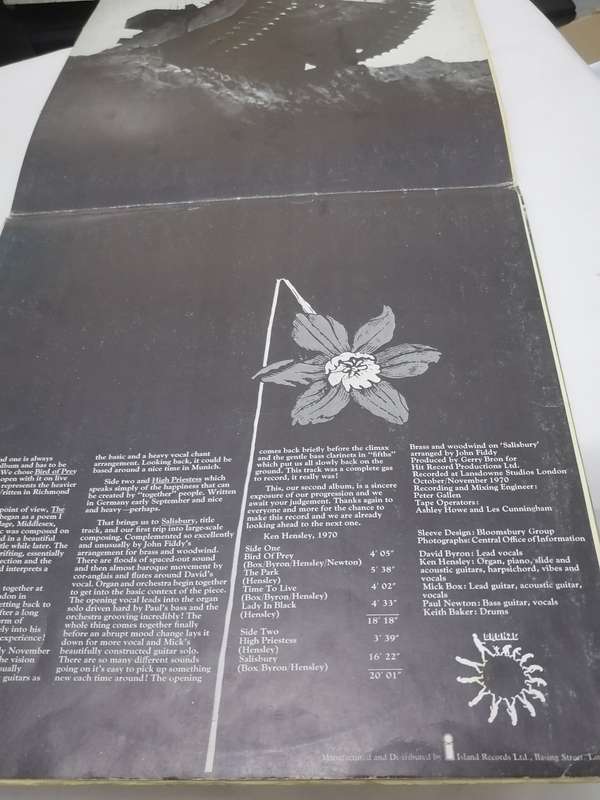 nd one is always
album and has to be
We chose Bird of Prey
open with it on live
represents the heavier
written in Richmond
point of view, The
began as a poem I
age, Middlesex,
c was composed on
d in a beautiful
tle while later. The
rifting, essentially
ection and the
d interprets a
together at
ndon in
etting back to
fter a long
orm of
ely into his
experience!
ly November
he vision
sually
guitars as
the basic and a heavy vocal chant
arrangement. Looking back, it could be
based around a nice time in Munich.
Side two and High Priestess which
speaks simply of the happiness that can
be created by "together" people. Written
in Germany early September and nice
and heavy—perhaps.
That brings us to Salisbury, title
track, and our first trip into large-scale
composing. Complemented so excellently
and unusually by John Fiddy's
arrangement for brass and woodwind.
There are floods of spaced-out sound
and then almost baroque movement by
cor-anglais and flutes around David's
vocal. Organ and orchestra begin together
to get into the basic context of the piece.
The opening vocal leads into the organ
solo driven hard by Paul's bass and the
orchestra grooving incredibly! The
whole thing comes together finally
before an abrupt mood change lays it
down for more vocal and Mick's
beautifully constructed guitar solo.
There are so many different sounds
going on it's easy to pick up something
new each time around! The opening
comes back briefly before the climax
and the gentle bass clarinets in "fifths"
which put us all slowly back on the
ground. This track was a complete gas
to record, it really was!
This, our second album, is a sincere
exposure of our progression and we
await your judgement. Thanks again to
everyone and more for the chance to
make this record and we are already
looking ahead to the next one.
Ken Hensley, 1970
Side One
Bird Of Prey 4' 05"
(Box/Byron/Hensley/Newton)
The Park 5' 38"
(Hensley)
Time To Live 4' 02"
(Box/Byron/Hensley)
Lady In Black 4' 33"
(Hensley)
18' 18"
Side Two
High Priestess 3' 39"
(Hensley)
Salisbury 16' 22"
(Box/Byron/Hensley)
20' 01"
Brass and woodwind on 'Salisbury'
arranged by John Fiddy
Produced by Gerry Bron for
Hit Record Productions Ltd.
Recorded at Lansdowne Studios London
October/November 1970
Recording and Mixing Engineer:
Peter Gallen
Tape Operators:
Ashley Howe and Les Cunningham
Sleeve Design: Bloomsbury Group
Photographs: Central Office of Information
David Byron: Lead vocals
Ken Hensley: Organ, piano, slide and
acoustic guitars, harpsichord, vibes and
vocals
Mick Box: Lead guitar, acoustic guitar,
vocals
Paul Newton: Bass guitar, vocals
Keith Baker: Drums
Manufactured and Distributed by i Island Records Ltd., Basing Street, Lo